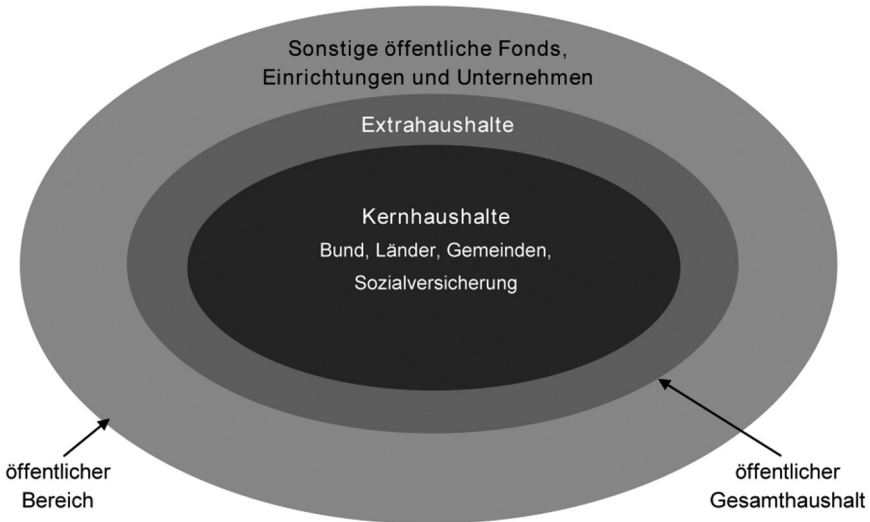 Sonstige öffentliche Fonds,
Einrichtungen und Unternehmen
Extrahaushalte
Kernhaushalte
Bund, Länder, Gemeinden,
Sozialversicherung
öffentlicher
Bereich
öffentlicher
Gesamthaushalt